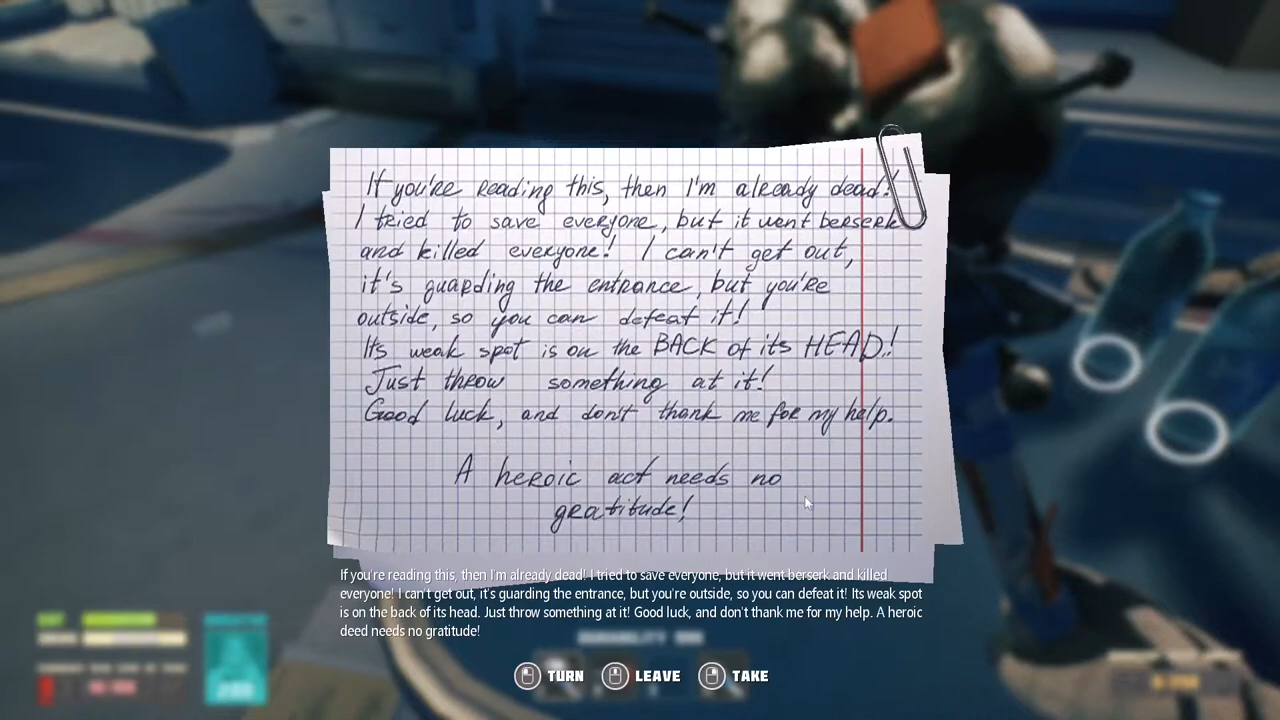 If you're reading this, then I'm already dead!
I tried to save everyone, but it went berserk
and killed everyone! I can't get out,
it's guarding the entrance, but you're
outside, so you can defeat it!
Its weak spot is on the BACK of its HEAD!
Just throw something at it!
Good luck, and don't thank me for my help.
A heroic act needs no
gratitude!
If you're reading this, then I'm already dead! I tried to save everyone, but it went berserk and killed
everyone! I can't get out, it's guarding the entrance, but you're outside, so you can defeat it! Its weak spot
is on the back of its head. Just throw something at it! Good luck, and don't thank me for my help. A heroic
deed needs no gratitude!
TURN LEAVE TAKE